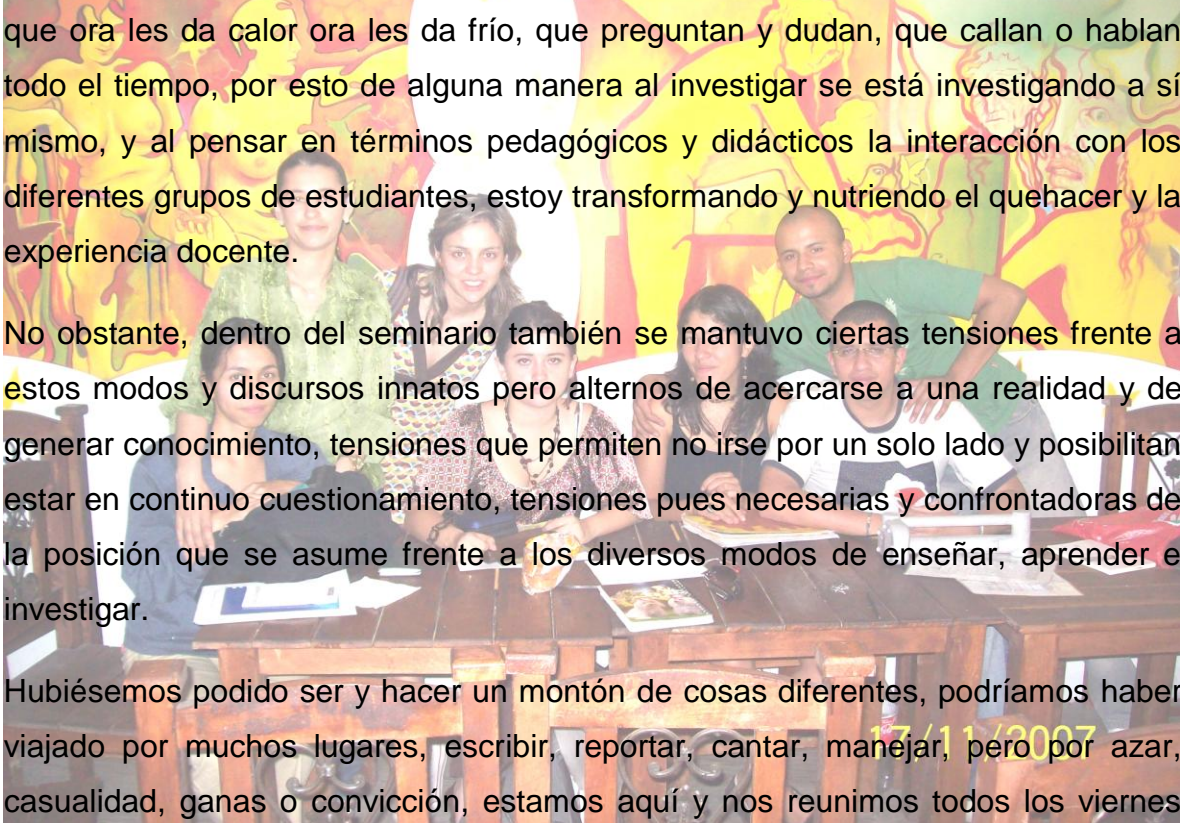 que ora les da calor ora les da frío, que preguntan y dudan, que callan o hablan
todo el tiempo, por esto de alguna manera al investigar se está investigando a sí
mismo, y al pensar en términos pedagógicos y didácticos la interacción con los
diferentes grupos de estudiantes, estoy transformando y nutriendo el quehacer y la
experiencia docente.
No obstante, dentro del seminario también se mantuvo ciertas tensiones frente a
estos modos y discursos innatos pero alternos de acercarse a una realidad y de
generar conocimiento, tensiones que permiten no irse por un solo lado y posibilitan
estar en continuo cuestionamiento, tensiones pues necesarias y confrontadoras de
la posición que se asume frente a los diversos modos de enseñar, aprender e
investigar.
Hubiésemos podido ser y hacer un montón de cosas diferentes, podríamos haber
viajado por muchos lugares, escribir, reportar, cantar, manejar, pero por azar,
17/11/2007
casualidad, ganas o convicción, estamos aquí y nos reunimos todos los viernes